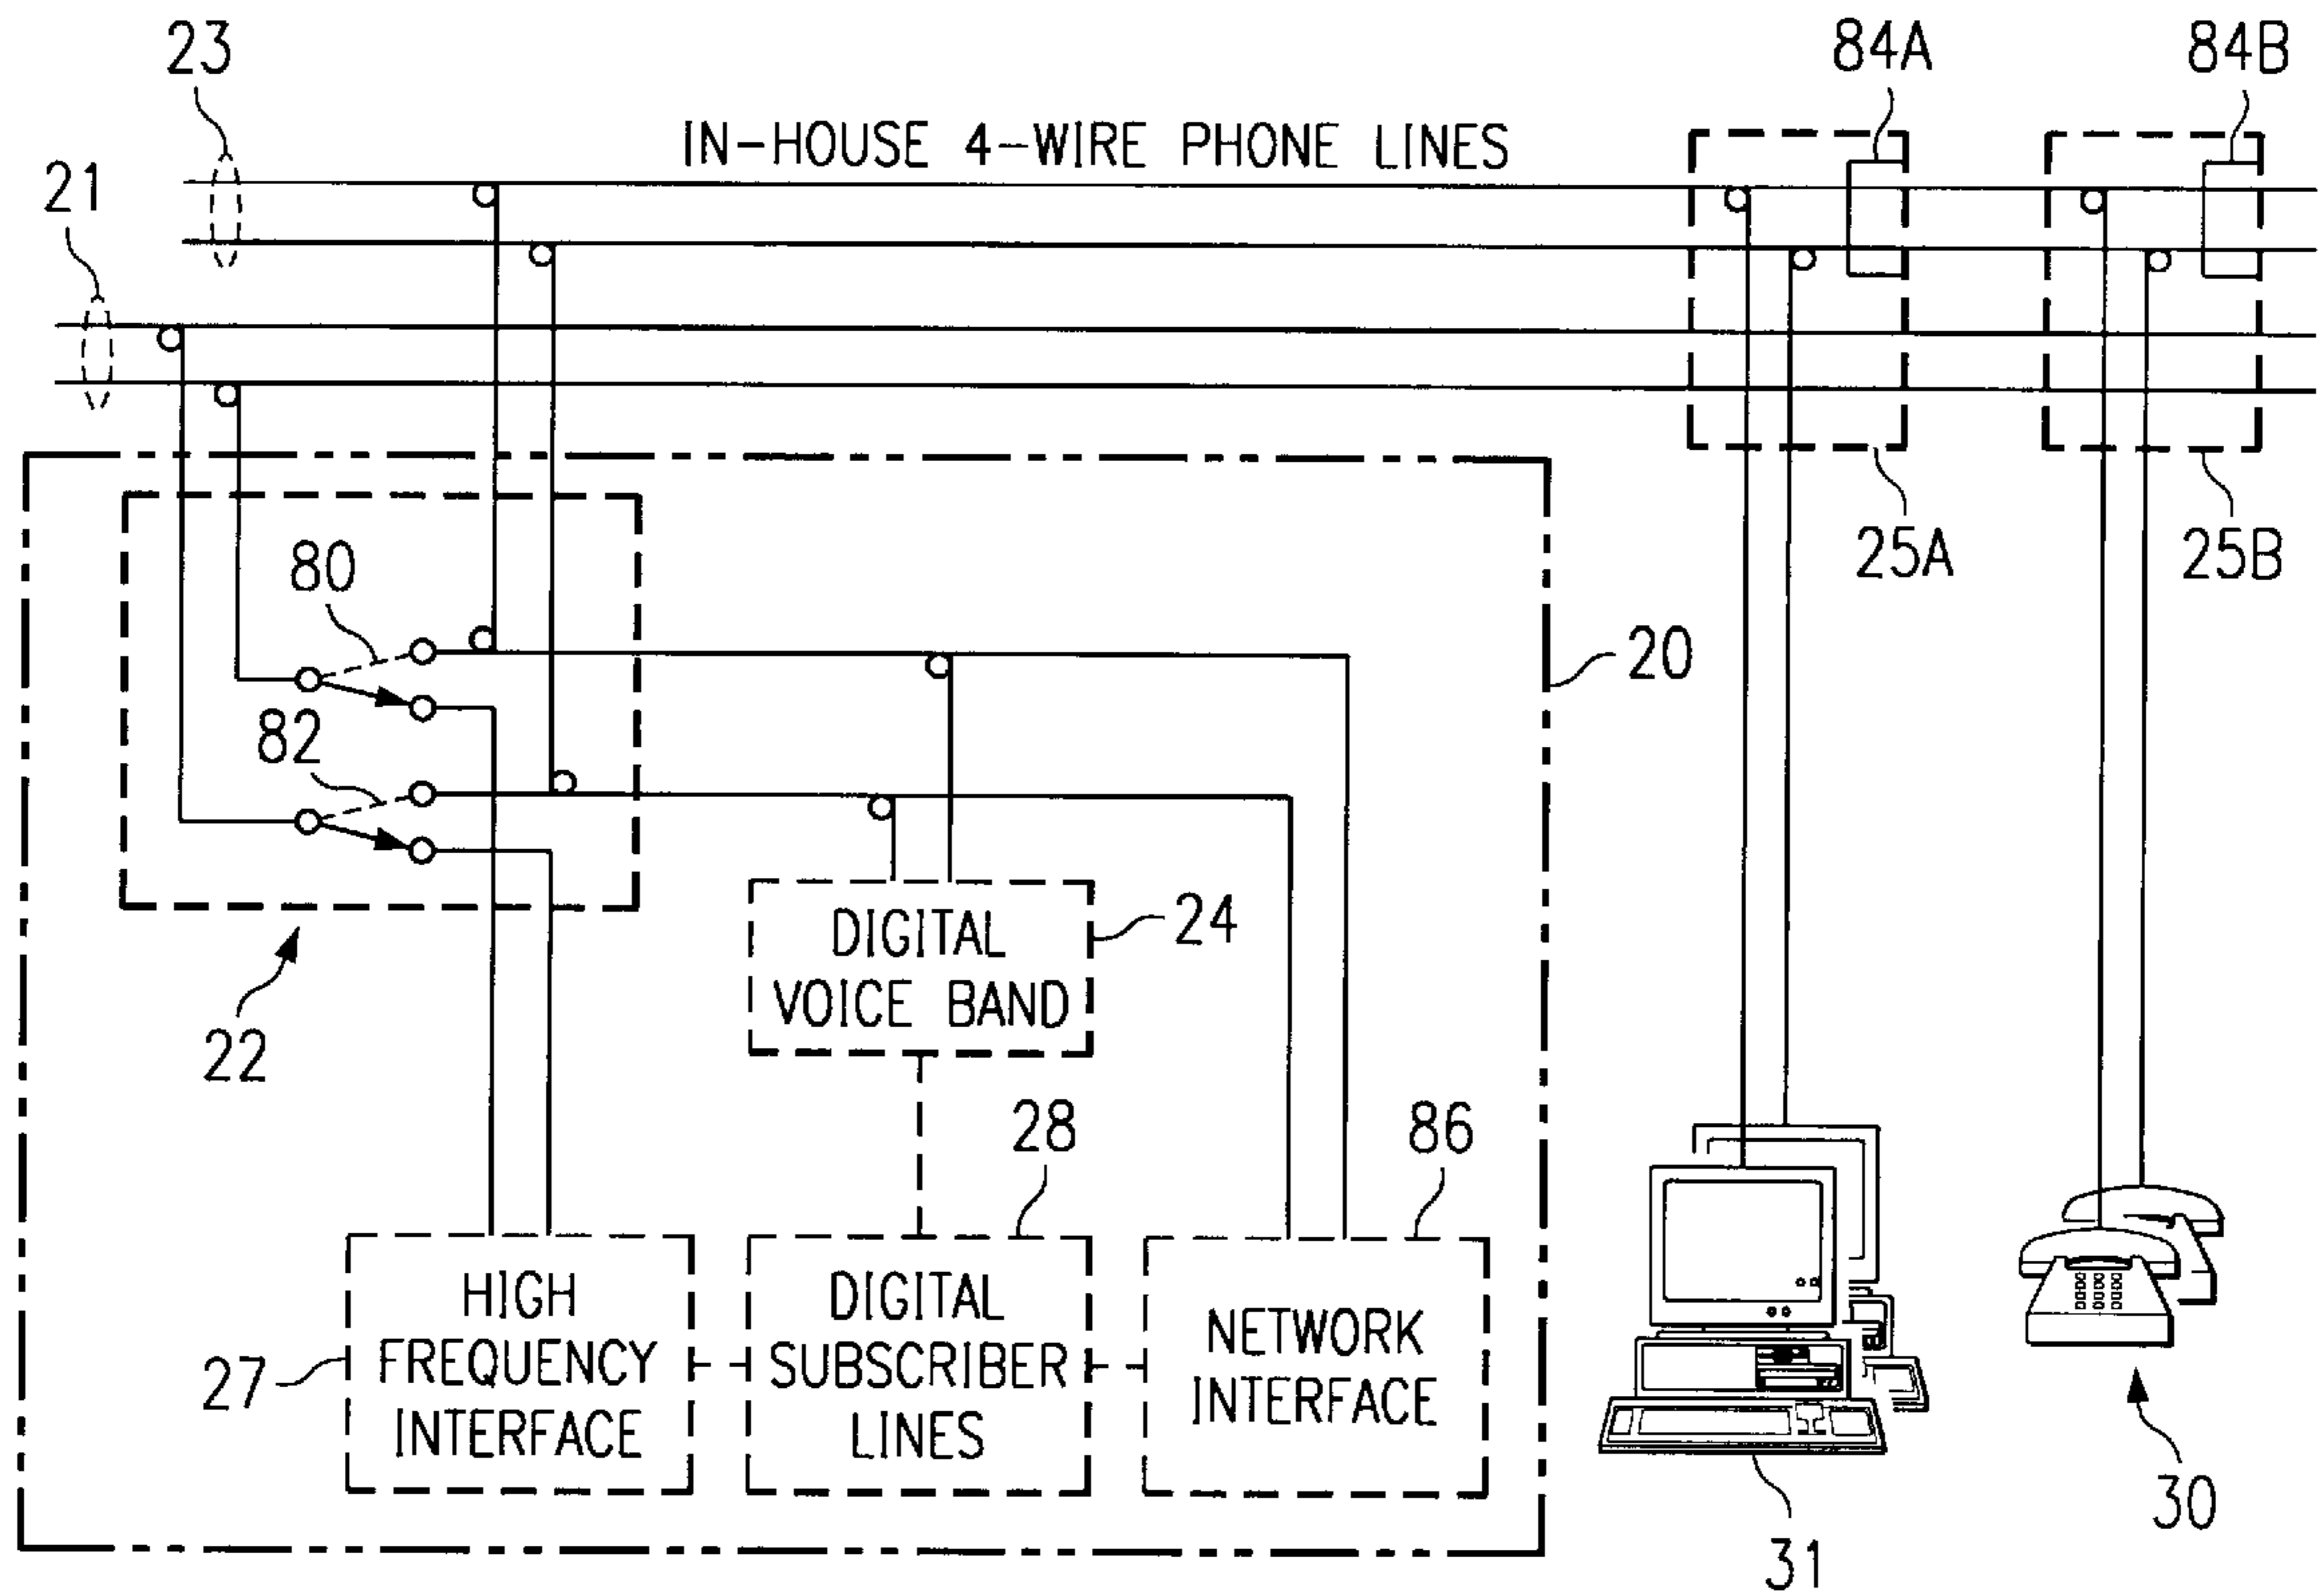 23
84A
84B
IN-HOUSE 4-WIRE PHONE LINES
21
25A
25B
80
20
82
24
DIGITAL
VOICE BAND
22
28
86
HIGH
FREQUENCY
INTERFACE
DIGITAL
SUBSCRIBER
LINES
NETWORK
INTERFACE
27
30
31